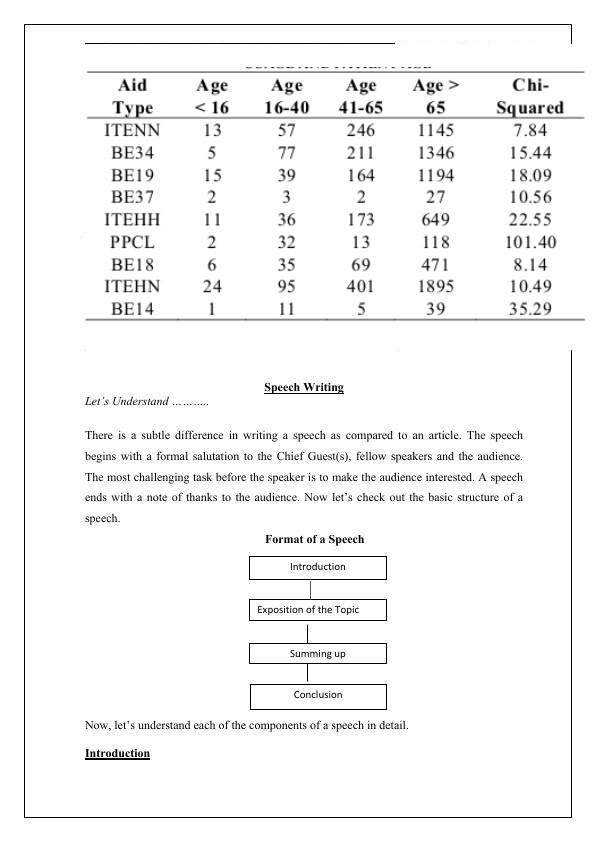 Aid Age Age Age Age > Chi-
Type < 16 16-40 41-65 65 Squared
ITENN 13 57 246 1145 7.84
BE34 5 77 211 1346 15.44
BE19 15 39 164 1194 18.09
BE37 2 3 2 27 10.56
ITEHH 11 36 173 649 22.55
PPCL 2 32 13 118 101.40
BE18 6 35 69 471 8.14
ITEHN 24 95 401 1895 10.49
BE14 1 11 5 39 35.29
Speech Writing
Let’s Understand ………..
There is a subtle difference in writing a speech as compared to an article. The speech
begins with a formal salutation to the Chief Guest(s), fellow speakers and the audience.
The most challenging task before the speaker is to make the audience interested. A speech
ends with a note of thanks to the audience. Now let’s check out the basic structure of a
speech.
Format of a Speech
Introduction
Exposition of the Topic
Summing up
Conclusion
Now, let’s understand each of the components of a speech in detail.
Introduction